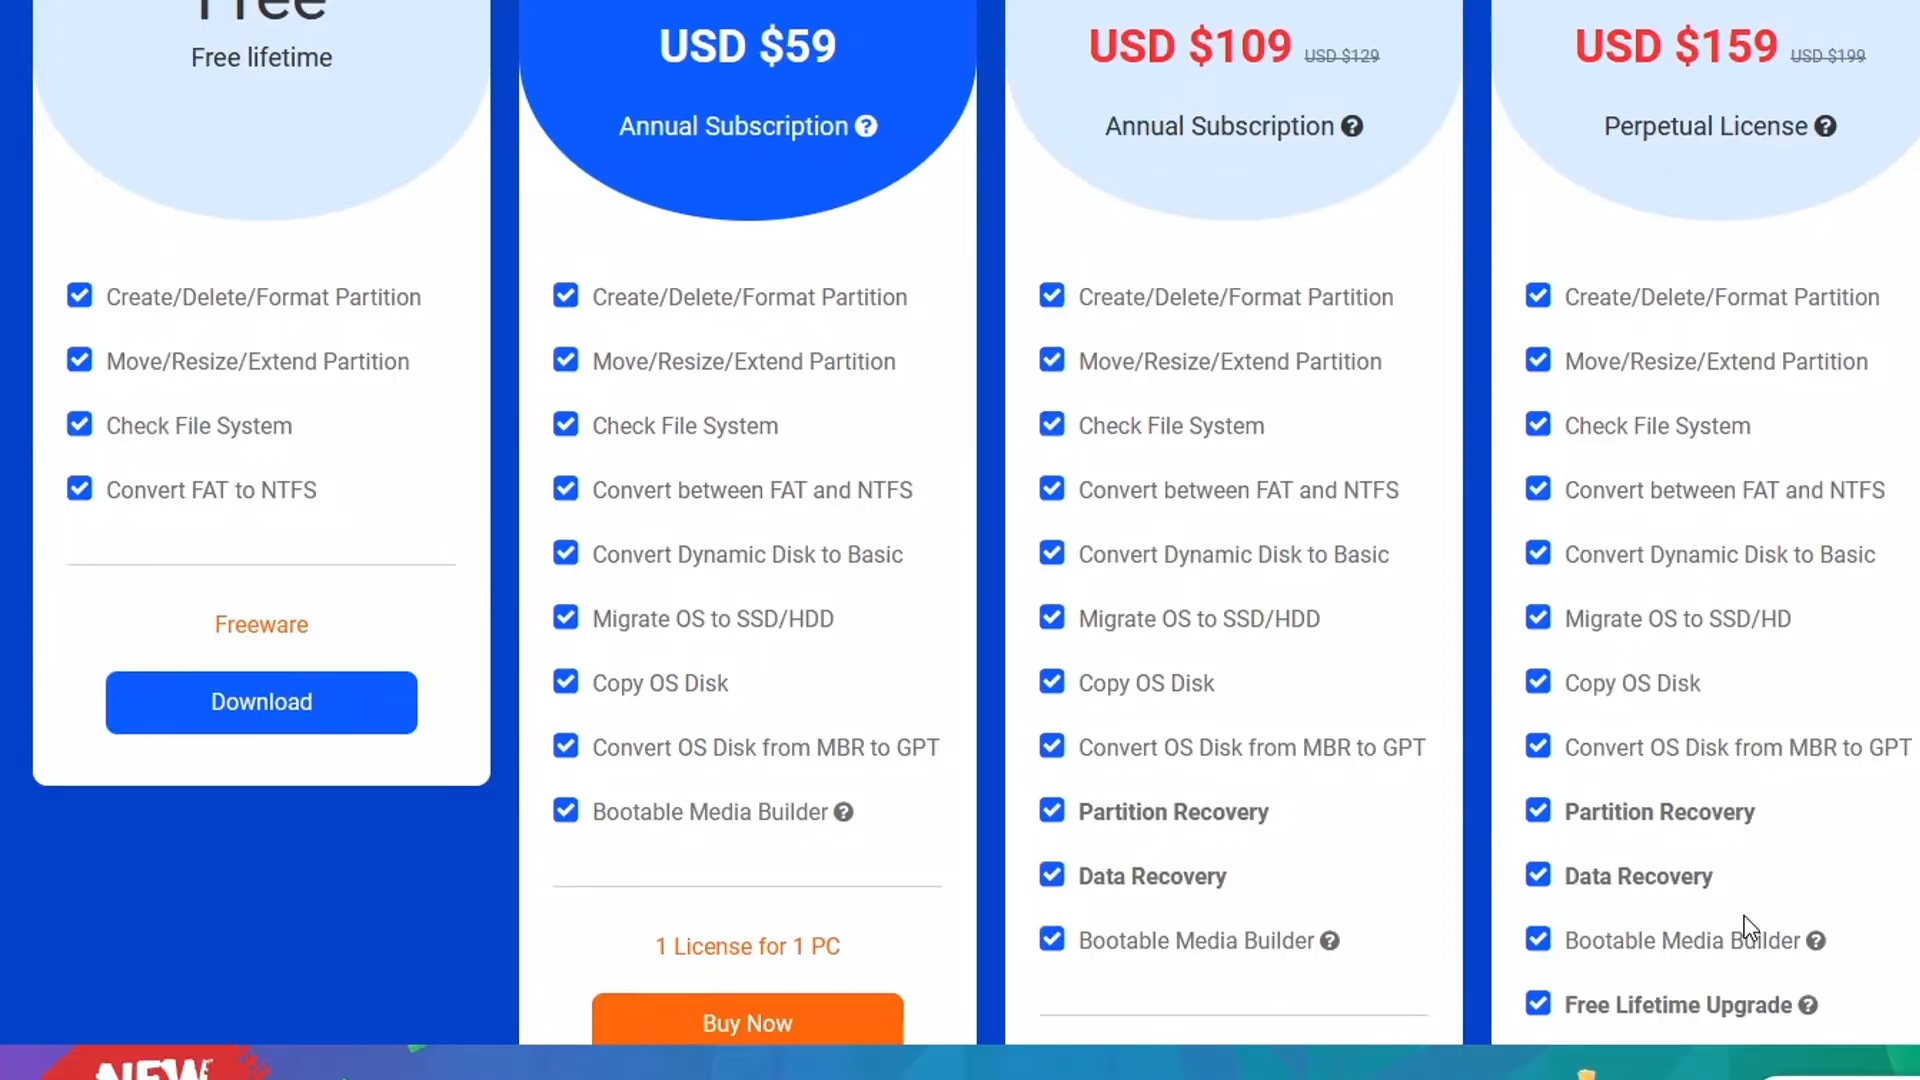 Free
Free lifetime
Create/Delete/Format Partition
Move/Resize/Extend Partition
Check File System
Convert FAT to NTFS
Freeware
Download
USD $59
Annual Subscription
Create/Delete/Format Partition
Move/Resize/Extend Partition
Check File System
Convert between FAT and NTFS
Convert Dynamic Disk to Basic
Migrate OS to SSD/HDD
Copy OS Disk
Convert OS Disk from MBR to GPT
Bootable Media Builder
1 License for 1 PC
Buy Now
USD $109 USD $129
Annual Subscription
Create/Delete/Format Partition
Move/Resize/Extend Partition
Check File System
Convert between FAT and NTFS
Convert Dynamic Disk to Basic
Migrate OS to SSD/HDD
Copy OS Disk
Convert OS Disk from MBR to GPT
Partition Recovery
Data Recovery
Bootable Media Builder
USD $159 USD $199
Perpetual License
Create/Delete/Format Partition
Move/Resize/Extend Partition
Check File System
Convert between FAT and NTFS
Convert Dynamic Disk to Basic
Migrate OS to SSD/HD
Copy OS Disk
Convert OS Disk from MBR to GPT
Partition Recovery
Data Recovery
Bootable Media Builder
Free Lifetime Upgrade
NEW